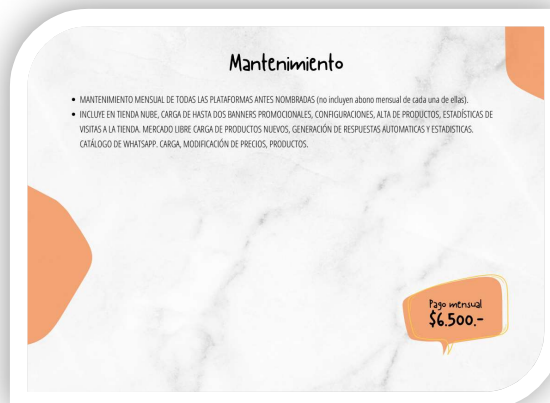 Mantenimiento
• MANTENIMIENTO MENSUAL DE TODAS LAS PLATAFORMAS ANTES NOMBRADAS (no incluyen abono mensual de cada una de ellas).
• INCLUYE EN TIENDA NUBE, CARGA DE HASTA DOS BANNERS PROMOCIONALES, CONFIGURACIONES, ALTA DE PRODUCTOS, ESTADÍSTICAS DE
VISITAS A LA TIENDA. MERCADO LIBRE CARGA DE PRODUCTOS NUEVOS, GENERACIÓN DE RESPUESTAS AUTOMATICAS Y ESTADISTICAS.
CATÁLOGO DE WHATSAPP. CARGA, MODIFICACIÓN DE PRECIOS, PRODUCTOS.
Pago mensual
$6.500.-